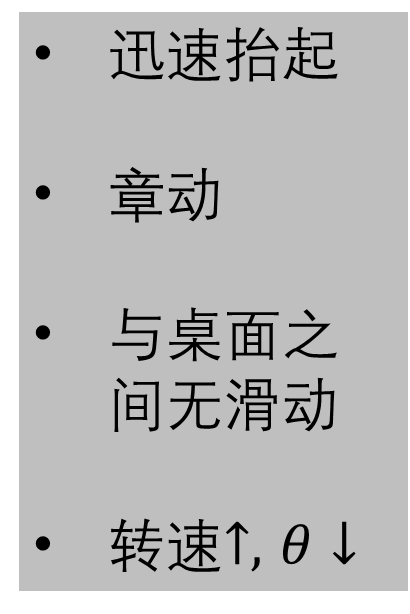 • 迅速抬起
• 章动
• 与桌面之
间无滑动
• 转速↑, θ ↓